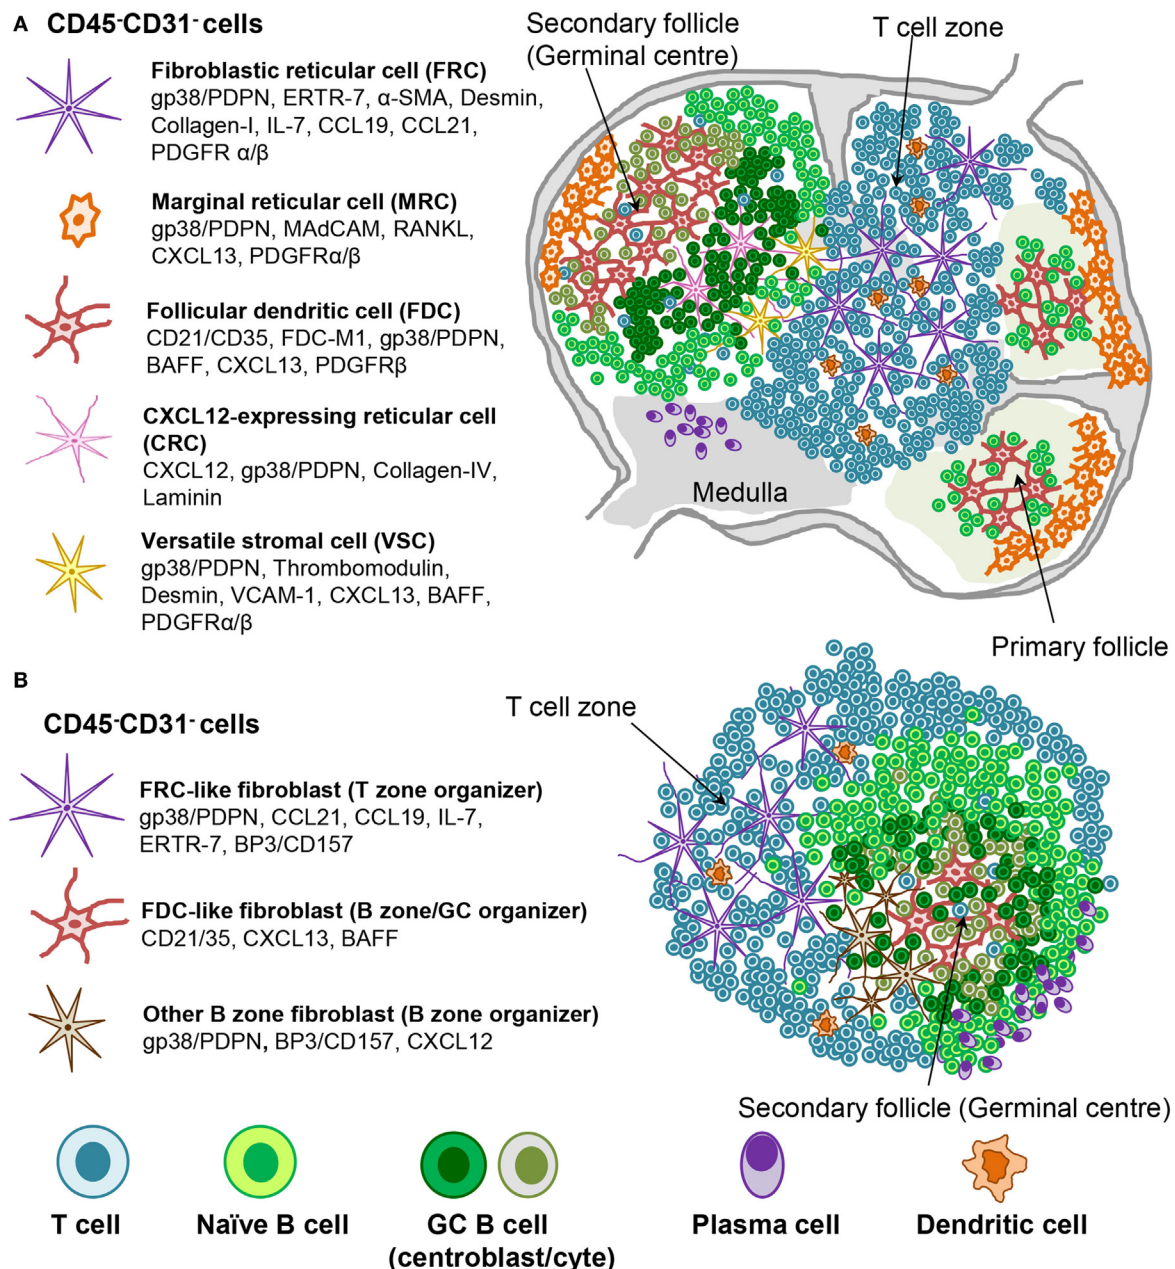 A CD45-CD31- cells
Secondary follicle
(Germinal centre)
T cell zone
Fibroblastic reticular cell (FRC)
gp38/PDPN, ERTR-7, α-SMA, Desmin,
Collagen-I, IL-7, CCL19, CCL21,
PDGFR α/β
Marginal reticular cell (MRC)
gp38/PDPN, MAdCAM, RANKL,
CXCL13, PDGFRα/β
Follicular dendritic cell (FDC)
CD21/CD35, FDC-M1, gp38/PDPN,
BAFF, CXCL13, PDGFRβ
CXCL12-expressing reticular cell
(CRC)
CXCL12, gp38/PDPN, Collagen-IV,
Laminin
Versatile stromal cell (VSC)
gp38/PDPN, Thrombomodulin,
Desmin, VCAM-1, CXCL13, BAFF,
PDGFRα/β
Medulla
Primary follicle
B
CD45-CD31- cells
T cell zone
FRC-like fibroblast (T zone organizer)
gp38/PDPN, CCL21, CCL19, IL-7,
ERTR-7, BP3/CD157
FDC-like fibroblast (B zone/GC organizer)
CD21/35, CXCL13, BAFF
Other B zone fibroblast (B zone organizer)
gp38/PDPN, BP3/CD157, CXCL12
Secondary follicle (Germinal centre)
T cell
Naïve B cell
GC B cell
(centroblast/cyte)
Plasma cell
Dendritic cell